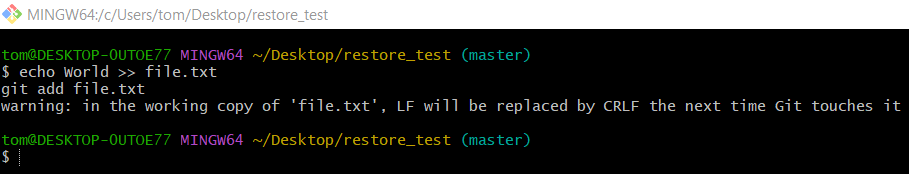 MINGW64:/c/Users/tom/Desktop/restore_test
tom@DESKTOP-OUTOE77 MINGW64 ~/Desktop/restore_test (master)
$ echo World >> file.txt
git add file.txt
warning: in the working copy of 'file.txt', LF will be replaced by CRLF the next time Git touches it
tom@DESKTOP-OUTOE77 MINGW64 ~/Desktop/restore_test (master)
$